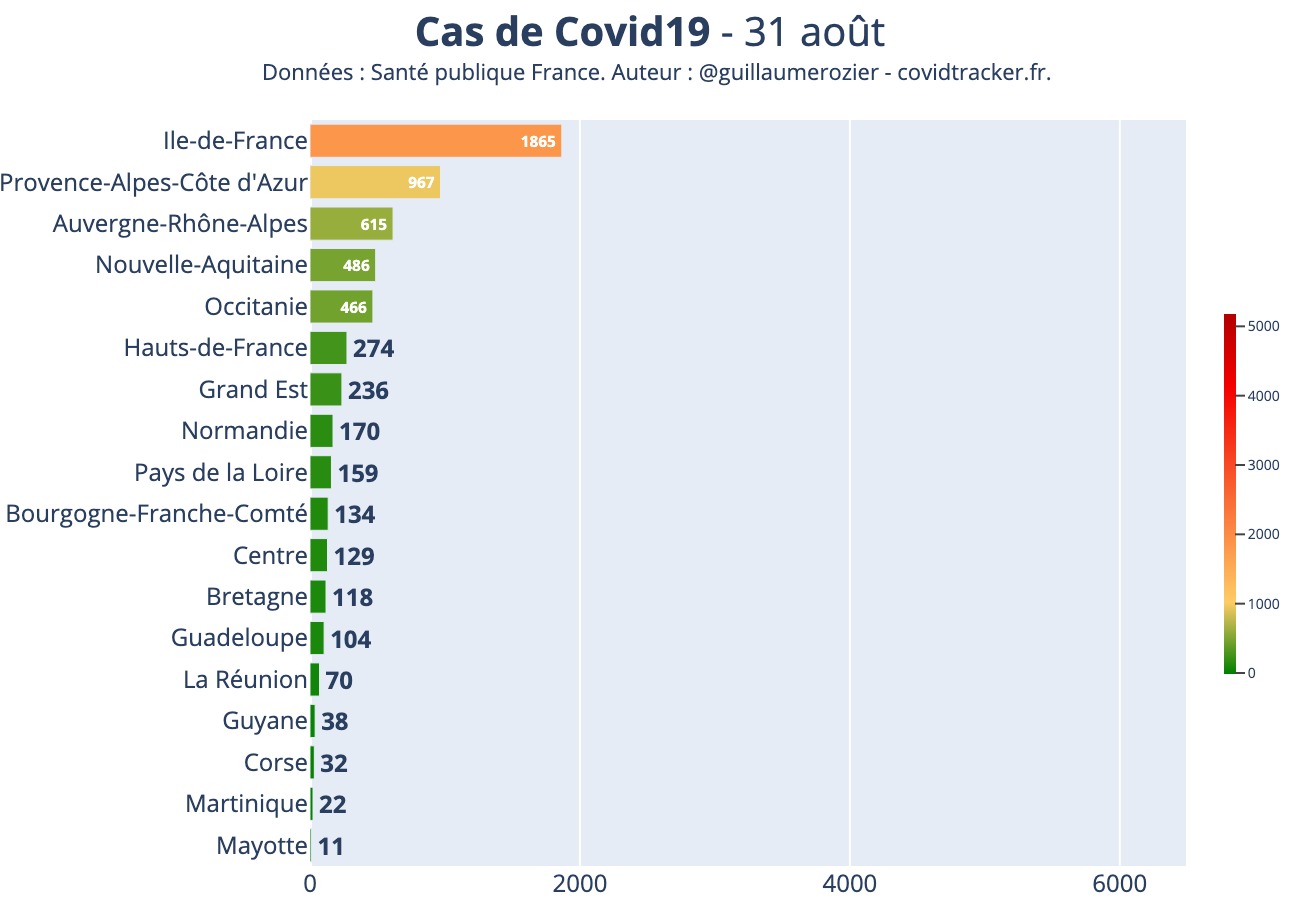 Cas de Covid19 - 31 août
Données : Santé publique France. Auteur : @guillaumerozier - covidtracker.fr.
Ile-de-France 1865
Provence-Alpes-Côte d'Azur 967
Auvergne-Rhône-Alpes 615
Nouvelle-Aquitaine 486
Occitanie 466
Hauts-de-France 274
Grand Est 236
Normandie 170
Pays de la Loire 159
Bourgogne-Franche-Comté 134
Centre 129
Bretagne 118
Guadeloupe 104
La Réunion 70
Guyane 38
Corse 32
Martinique 22
Mayotte 11
0 2000 4000 6000
5000
4000
3000
2000
1000
0